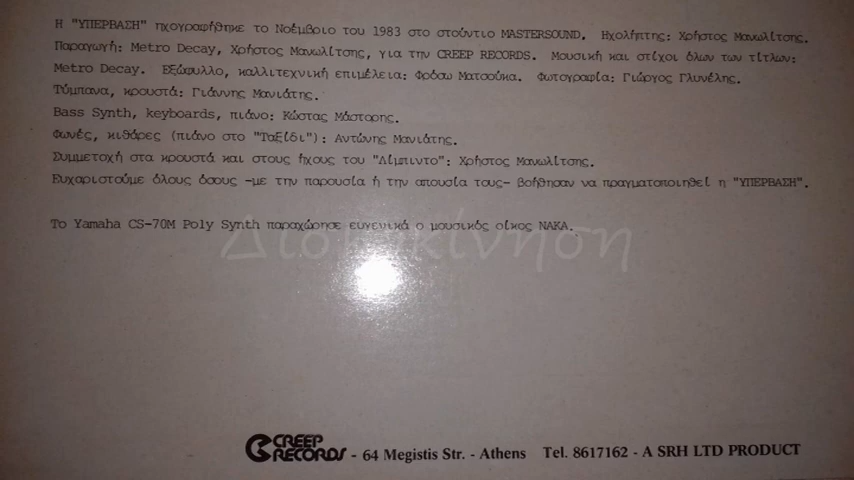 Η "ΥΠΕΡΒΑΣΗ" ηχογραφήθηκε το Νοέμβριο του 1983 στο στούντιο MASTERSOUND. Ηχολήπτης: Χρήστος Μανωλίτσης.
Παραγωγή: Metro Decay, Χρήστος Μανωλίτσης, για την CREEP RECORDS. Μουσική και στίχοι όλων των τίτλων:
Metro Decay. Εξώφυλλο, καλλιτεχνική επιμέλεια: Φρόσω Ματσούκα. Φωτογραφία: Γιώργος Γλυνέλης.
Τύμπανα, κρουστά: Γιάννης Μανιάτης.
Bass Synth, keyboards, πιάνο: Κώστας Μάστορης.
Φωνές, κιθάρες (πιάνο στο "Ταξίδι"): Αντώνης Μανιάτης.
Συμμετοχή στα κρουστά και στους ήχους του "Λίμπιντο": Χρήστος Μανωλίτσης.
Ευχαριστούμε όλους όσους -με την παρουσία ή την απουσία τους- βοήθησαν να πραγματοποιηθεί η "ΥΠΕΡΒΑΣΗ".
Το Yamaha CS-70M Poly Synth παραχώρησε ευγενικά ο μουσικός οίκος ΝΑΚΑ.
CREEP RECORDS - 64 Megistis Str. - Athens Tel. 8617162 - A SRH LTD PRODUCT